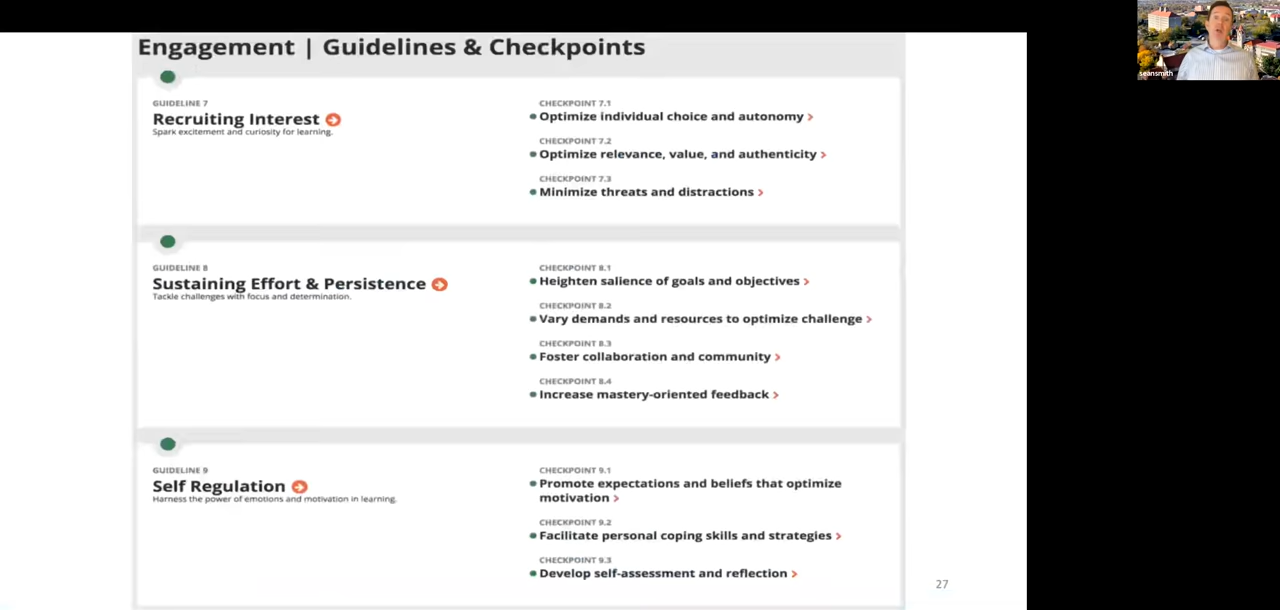 Engagement | Guidelines & Checkpoints
GUIDELINE 7
Recruiting Interest
Spark excitement and curiosity for learning.
CHECKPOINT 7.1
Optimize individual choice and autonomy >
CHECKPOINT 7.2
Optimize relevance, value, and authenticity >
CHECKPOINT 7.3
Minimize threats and distractions >
GUIDELINE 8
Sustaining Effort & Persistence
Tackle challenges with focus and determination.
CHECKPOINT 8.1
Heighten salience of goals and objectives >
CHECKPOINT 8.2
Vary demands and resources to optimize challenge >
CHECKPOINT 8.3
Foster collaboration and community >
CHECKPOINT 8.4
Increase mastery-oriented feedback >
GUIDELINE 9
Self Regulation
Harness the power of emotions and motivation in learning.
CHECKPOINT 9.1
Promote expectations and beliefs that optimize
motivation >
CHECKPOINT 9.2
Facilitate personal coping skills and strategies >
CHECKPOINT 9.3
Develop self-assessment and reflection >
27
seansmith